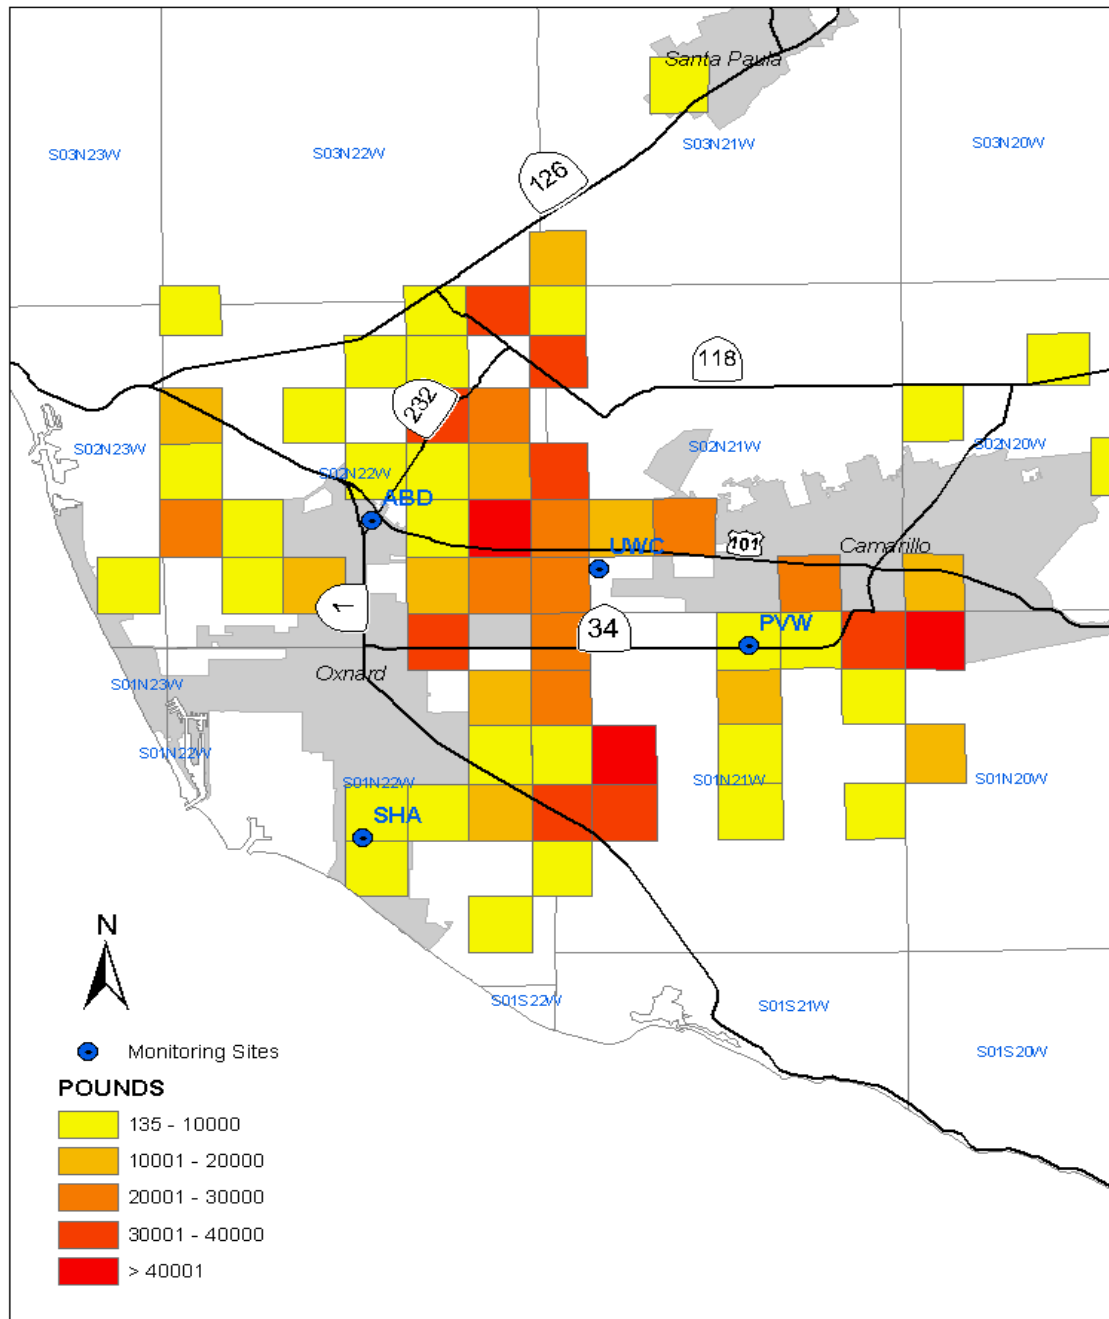 Santa Paula
S03N23W
S03N22W
S03N21W
S03N20W
126
118
232
S02N23W
S02N22W
S02N21W
S02N20W
ABD
UWC
101
Camarillo
1
34
PVW
Oxnard
S01N23W
S01N22W
S01N22W
S01N21W
S01N20W
SHA
N
S01S22W
S01S21W
S01S20W
Monitoring Sites
POUNDS
135 - 10000
10001 - 20000
20001 - 30000
30001 - 40000
> 40001